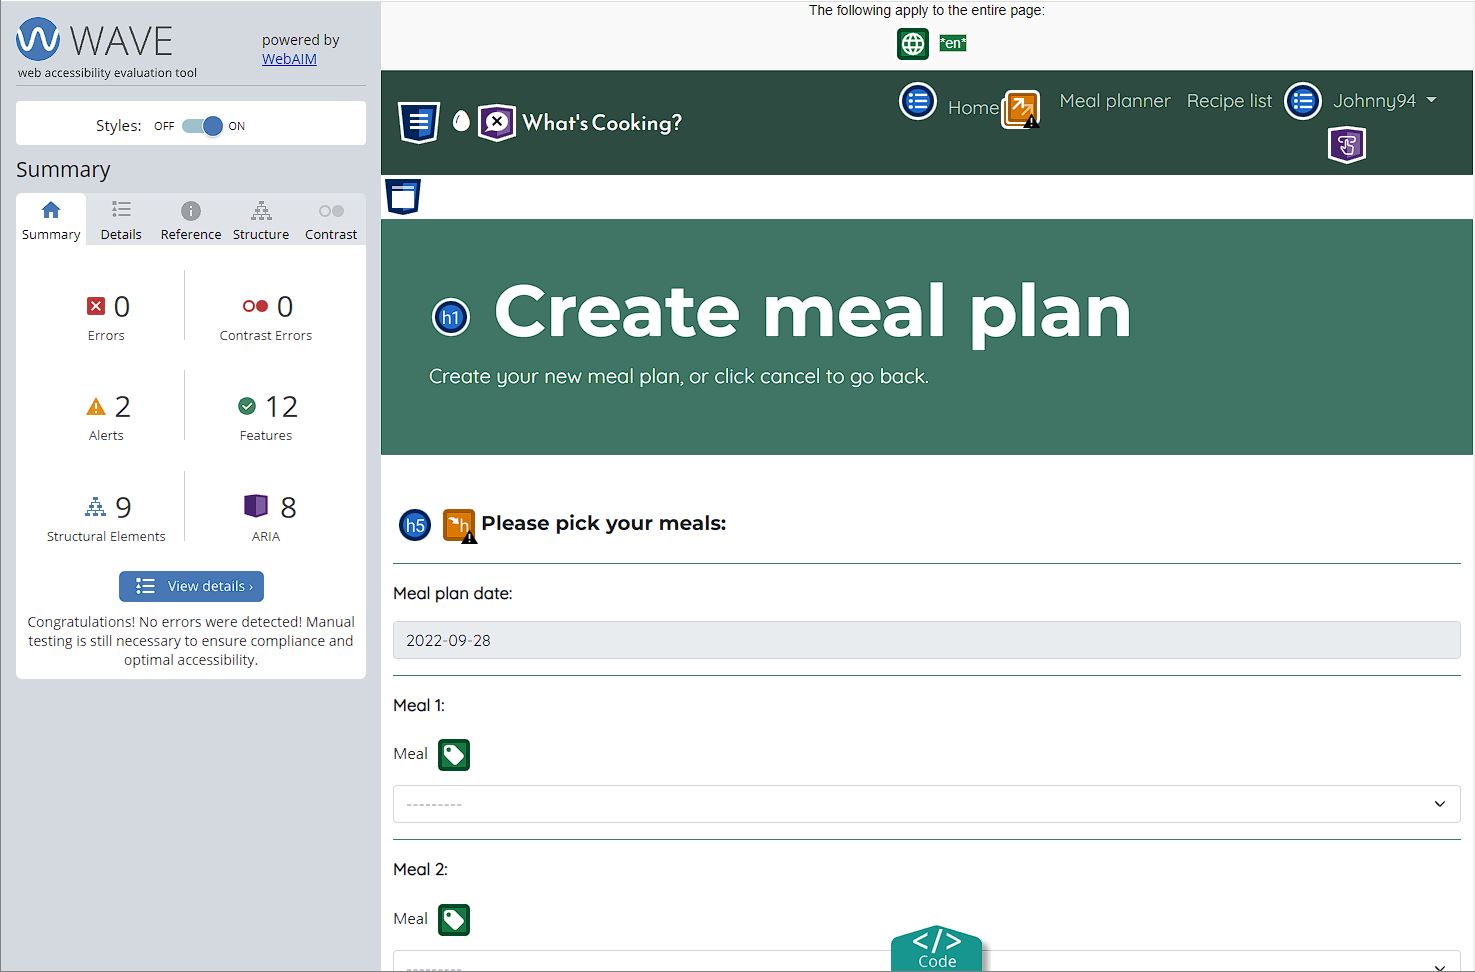 WAVE
web accessibility evaluation tool
powered by
WebAIM
Styles: OFF ON
Summary
Summary Details Reference Structure Contrast
0
Errors
0
Contrast Errors
2
Alerts
12
Features
9
Structural Elements
8
ARIA
View details ›
Congratulations! No errors were detected! Manual
testing is still necessary to ensure compliance and
optimal accessibility.
The following apply to the entire page:
*en*
What's Cooking?
Home Meal planner Recipe list Johnny94
h1 Create meal plan
Create your new meal plan, or click cancel to go back.
h5 h Please pick your meals:
Meal plan date:
2022-09-28
Meal 1:
Meal
---------
Meal 2:
Meal
---------
</> 
Code